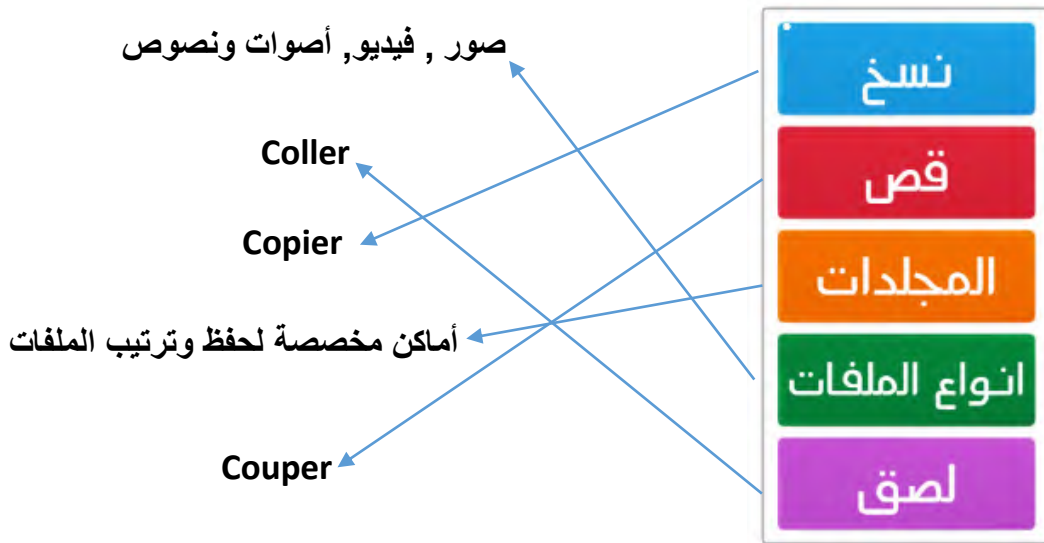 نسخ
قص
المجلدات
انواع الملفات
لصق
صور , فيديو, أصوات ونصوص
Coller
Copier
أماكن مخصصة لحفظ وترتيب الملفات
Couper